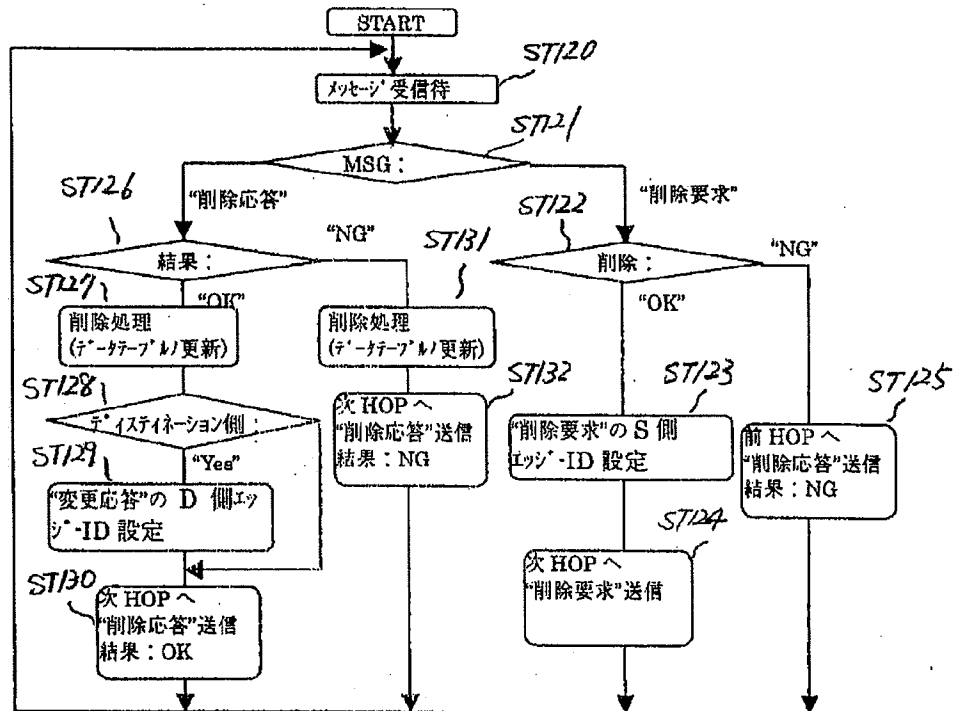 START
ST120
メッセージ受信待
ST121
MSG：
ST126
“削除応答”
“削除要求”
ST122
“NG”
ST131
“NG”
結果：
削除：
ST127
“OK”
“OK”
削除処理
(データテーブルノ更新)
削除処理
(データテーブルノ更新)
ST128
ST132
ST123
ST125
ディスティネーション側：
次HOPへ
“削除応答”送信
結果：NG
“削除要求”のS側
エッジ-ID設定
前HOPへ
“削除応答”送信
結果：NG
ST129
“Yes”
“変更応答”のD側エッ
ジ-ID設定
ST124
次HOPへ
“削除要求”送信
ST130
次HOPへ
“削除応答”送信
結果：OK